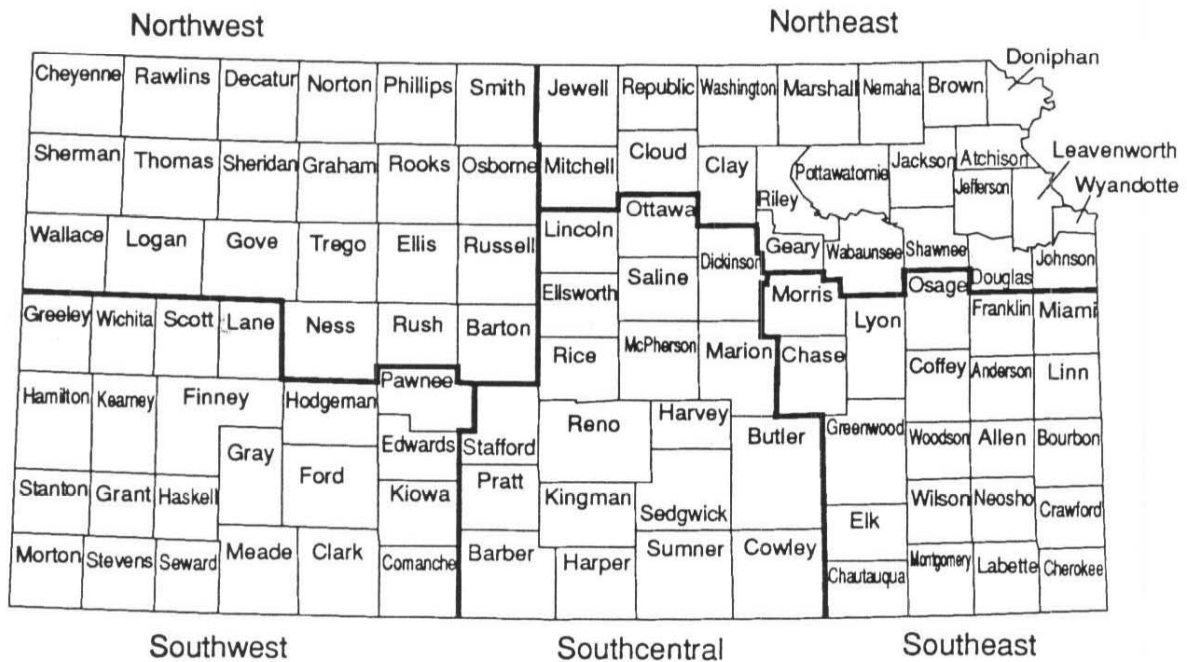 Northwest
Northeast
Doniphan
Cheyenne Rawlins Decatur Norton Phillips Smith Jewell Republic Washington Marshall Nemaha Brown
Leavenworth
Sherman Thomas Sheridan Graham Rooks Osborne Mitchell Cloud Clay Riley Pottawatomie Jackson Atchison
Jefferson
Wyandotte
Wallace Logan Gove Trego Ellis Russell Lincoln Ottawa Dickinson Geary Wabaunsee Shawnee Douglas Johnson
Greeley Wichita Scott Lane Ness Rush Barton Ellsworth Saline Morris Lyon Osage Franklin Miami
Rice McPherson Marion Chase
Hamilton Kearney Finney Hodgeman Pawnee Coffey Anderson Linn
Gray Edwards Stafford Reno Harvey Butler Greenwood Woodson Allen Bourbon
Stanton Grant Haskell Ford Kiowa Pratt Kingman Sedgwick Elk Wilson Neosho Crawford
Morton Stevens Seward Meade Clark Comanche Barber Harper Sumner Cowley Chautauqua Montgomery Labette Cherokee
Southwest
Southcentral
Southeast